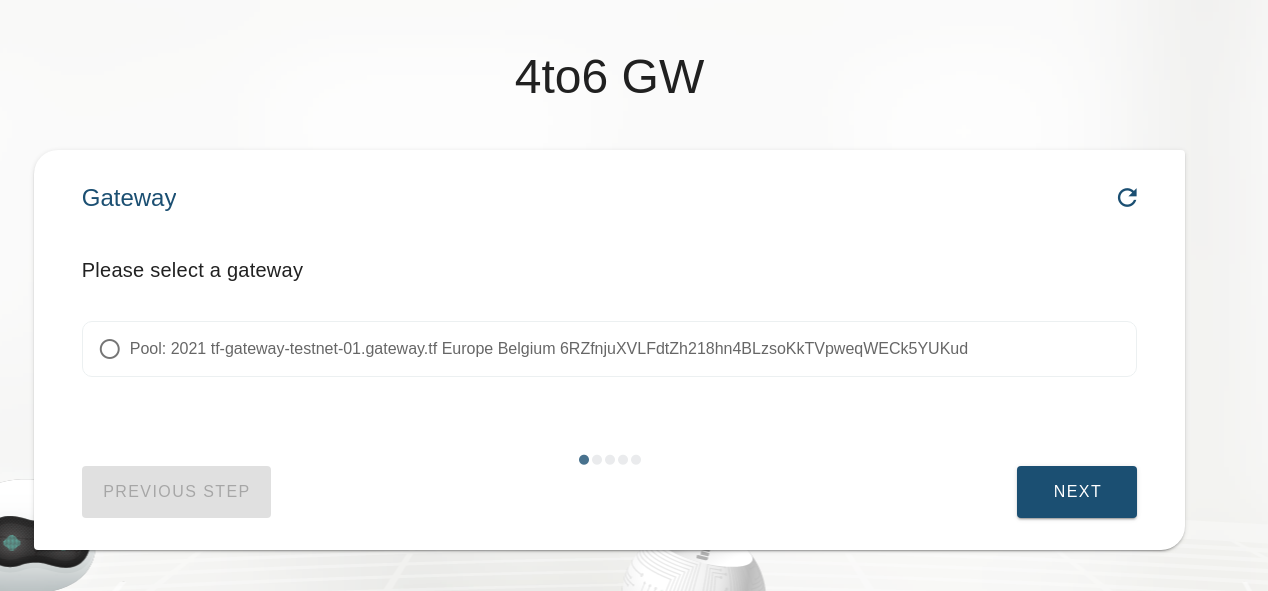 4to6 GW
Gateway
Please select a gateway
Pool: 2021 tf-gateway-testnet-01.gateway.tf Europe Belgium 6RZfnjuXVLFdtZh218hn4BLzsoKkTVpweqWECk5YUKud
PREVIOUS STEP
NEXT